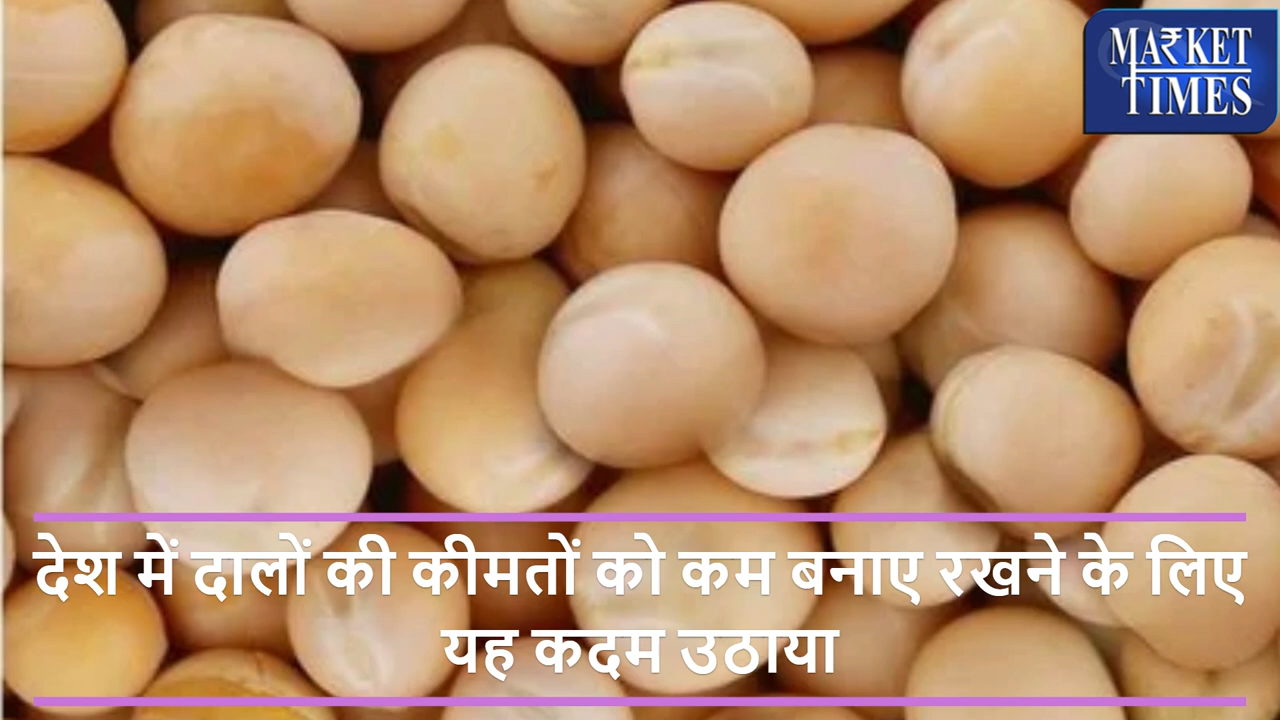 MA₹KET
TIMES
देश में दालों की कीमतों को कम बनाए रखने के लिए
यह कदम उठाया